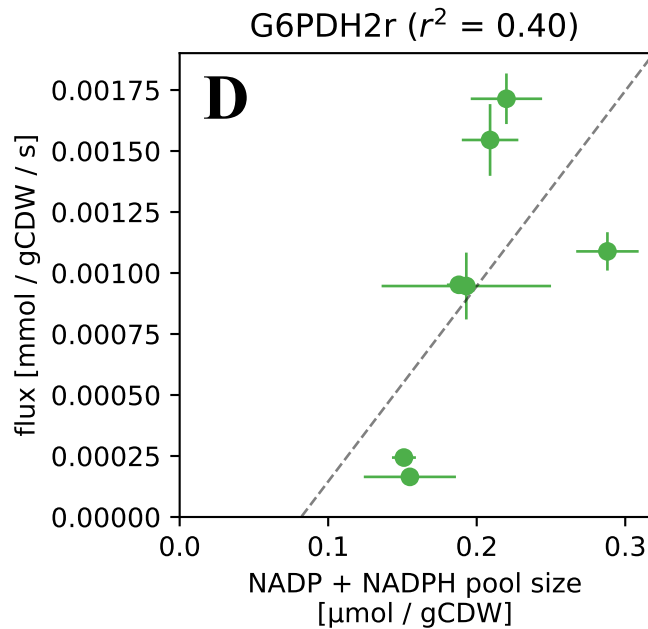 G6PDH2r (r² = 0.40)
D
flux [mmol / gCDW / s]
0.00175
0.00150
0.00125
0.00100
0.00075
0.00050
0.00025
0.00000
0.0 0.1 0.2 0.3
NADP + NADPH pool size
[μmol / gCDW]